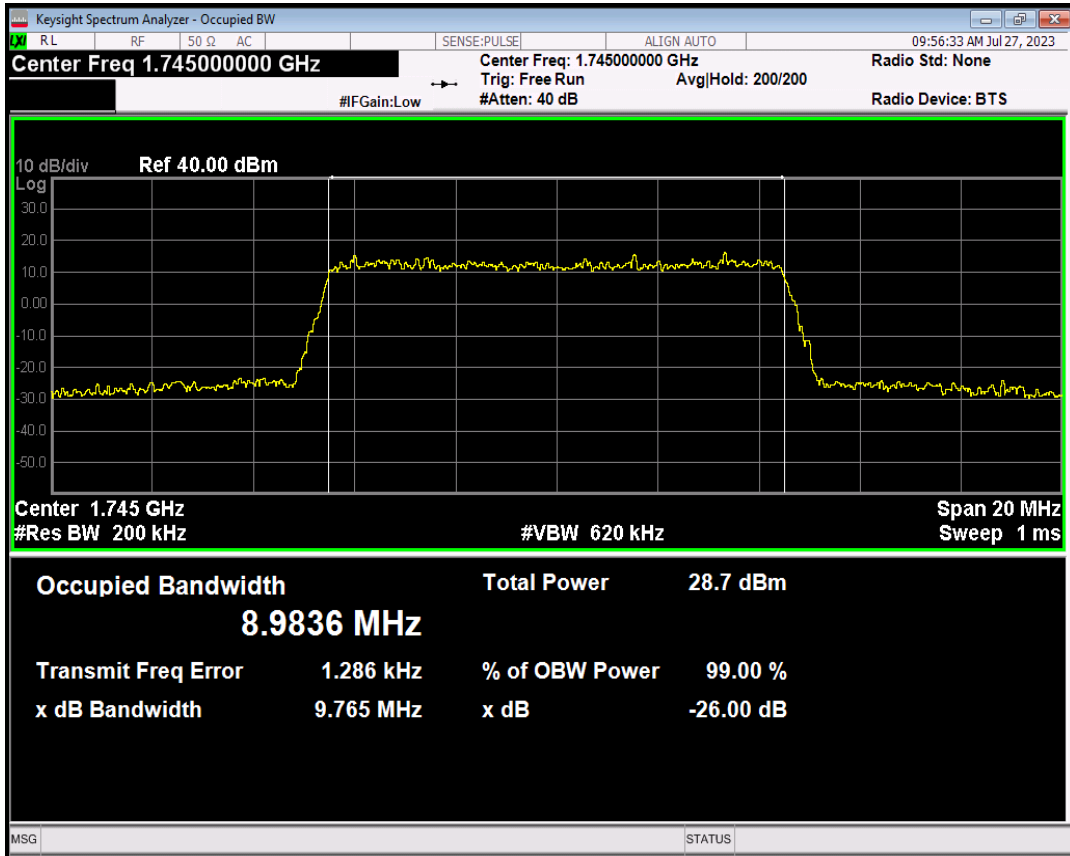 Keysight Spectrum Analyzer - Occupied BW
LXI RL RF 50 Ω AC SENSE:PULSE ALIGN AUTO 09:56:33 AM Jul 27, 2023
Center Freq 1.745000000 GHz Center Freq: 1.745000000 GHz Radio Std: None
Trig: Free Run Avg|Hold: 200/200
#IFGain:Low #Atten: 40 dB Radio Device: BTS
10 dB/div Ref 40.00 dBm
Log
30.0
20.0
10.0
0.00
-10.0
-20.0
-30.0
-40.0
-50.0
Center 1.745 GHz Span 20 MHz
#Res BW 200 kHz #VBW 620 kHz Sweep 1 ms
Occupied Bandwidth Total Power 28.7 dBm
8.9836 MHz
Transmit Freq Error 1.286 kHz % of OBW Power 99.00 %
x dB Bandwidth 9.765 MHz x dB -26.00 dB
MSG STATUS